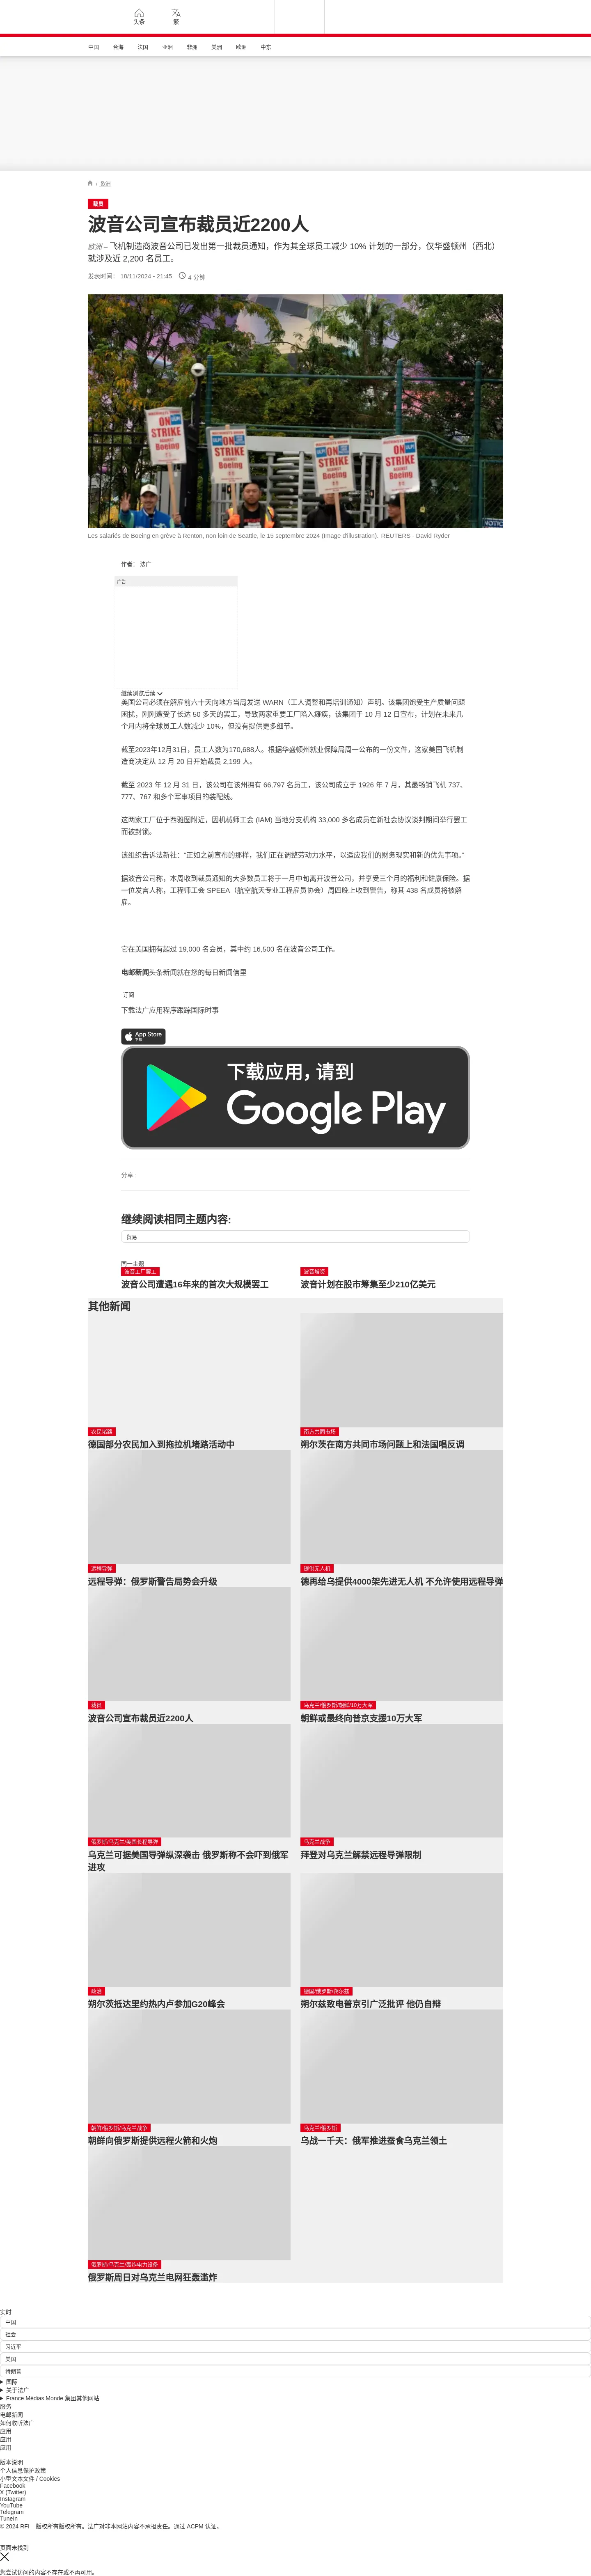 头条
繁
中国 台海 法国 亚洲 非洲 美洲 欧洲 中东
/ 欧洲
裁员
波音公司宣布裁员近2200人
欧洲 – 飞机制造商波音公司已发出第一批裁员通知，作为其全球员工减少 10% 计划的一部分，仅华盛顿州（西北）
就涉及近 2,200 名员工。
发表时间： 18/11/2024 - 21:45 4 分钟
ON STRIKE AGAINST Boeing
ON STRIKE AGAINST Boeing
ON STRIKE AGAINST Boeing
ON STRIKE AGAINST Boeing
Les salariés de Boeing en grève à Renton, non loin de Seattle, le 15 septembre 2024 (Image d'illustration). REUTERS - David Ryder
作者： 法广
广告
继续浏览后续
美国公司必须在解雇前六十天向地方当局发送 WARN（工人调整和再培训通知）声明。该集团饱受生产质量问题
困扰，刚刚遭受了长达 50 多天的罢工，导致两家重要工厂陷入瘫痪，该集团于 10 月 12 日宣布，计划在未来几
个月内将全球员工人数减少 10%，但没有提供更多细节。
截至2023年12月31日，员工人数为170,688人。根据华盛顿州就业保障局周一公布的一份文件，这家美国飞机制
造商决定从 12 月 20 日开始裁员 2,199 人。
截至 2023 年 12 月 31 日，该公司在该州拥有 66,797 名员工，该公司成立于 1926 年 7 月，其最畅销飞机 737、
777、767 和多个军事项目的装配线。
这两家工厂位于西雅图附近，因机械师工会 (IAM) 当地分支机构 33,000 多名成员在新社会协议谈判期间举行罢工
而被封锁。
该组织告诉法新社：“正如之前宣布的那样，我们正在调整劳动力水平，以适应我们的财务现实和新的优先事项。”
据波音公司称，本周收到裁员通知的大多数员工将于一月中旬离开波音公司，并享受三个月的福利和健康保险。据
一位发言人称，工程师工会 SPEEA（航空航天专业工程雇员协会）周四晚上收到警告，称其 438 名成员将被解
雇。
它在美国拥有超过 19,000 名会员，其中约 16,500 名在波音公司工作。
电邮新闻头条新闻就在您的每日新闻信里
订阅
下载法广应用程序跟踪国际时事
App Store
下载
下载应用，请到
Google Play
分享 :
继续阅读相同主题内容:
贸易
同一主题
波音工厂罢工
波音公司遭遇16年来的首次大规模罢工
波音增资
波音计划在股市筹集至少210亿美元
其他新闻
农民堵路
德国部分农民加入到拖拉机堵路活动中
南方共同市场
朔尔茨在南方共同市场问题上和法国唱反调
远程导弹
远程导弹：俄罗斯警告局势会升级
提供无人机
德再给乌提供4000架先进无人机 不允许使用远程导弹
裁员
波音公司宣布裁员近2200人
乌克兰/俄罗斯/朝鲜/10万大军
朝鲜或最终向普京支援10万大军
俄罗斯/乌克兰/美国长程导弹
乌克兰可据美国导弹纵深袭击 俄罗斯称不会吓到俄军
进攻
乌克兰战争
拜登对乌克兰解禁远程导弹限制
政治
朔尔茨抵达里约热内卢参加G20峰会
德国/俄罗斯/朔尔兹
朔尔兹致电普京引广泛批评 他仍自辩
朝鲜/俄罗斯/乌克兰战争
朝鲜向俄罗斯提供远程火箭和火炮
乌克兰/俄罗斯
乌战一千天：俄军推进蚕食乌克兰领土
俄罗斯/乌克兰/轰炸电力设备
俄罗斯周日对乌克兰电网狂轰滥炸
实时
中国
社会
习近平
美国
特朗普
国际
关于法广
France Médias Monde 集团其他网站
服务
电邮新闻
如何收听法广
应用
应用
应用
版本说明
个人信息保护政策
小型文本文件 / Cookies
Facebook
X (Twitter)
Instagram
YouTube
Telegram
TuneIn
© 2024 RFI – 版权所有版权所有。法广对非本网站内容不承担责任。通过 ACPM 认证。
页面未找到
您尝试访问的内容不存在或不再可用。